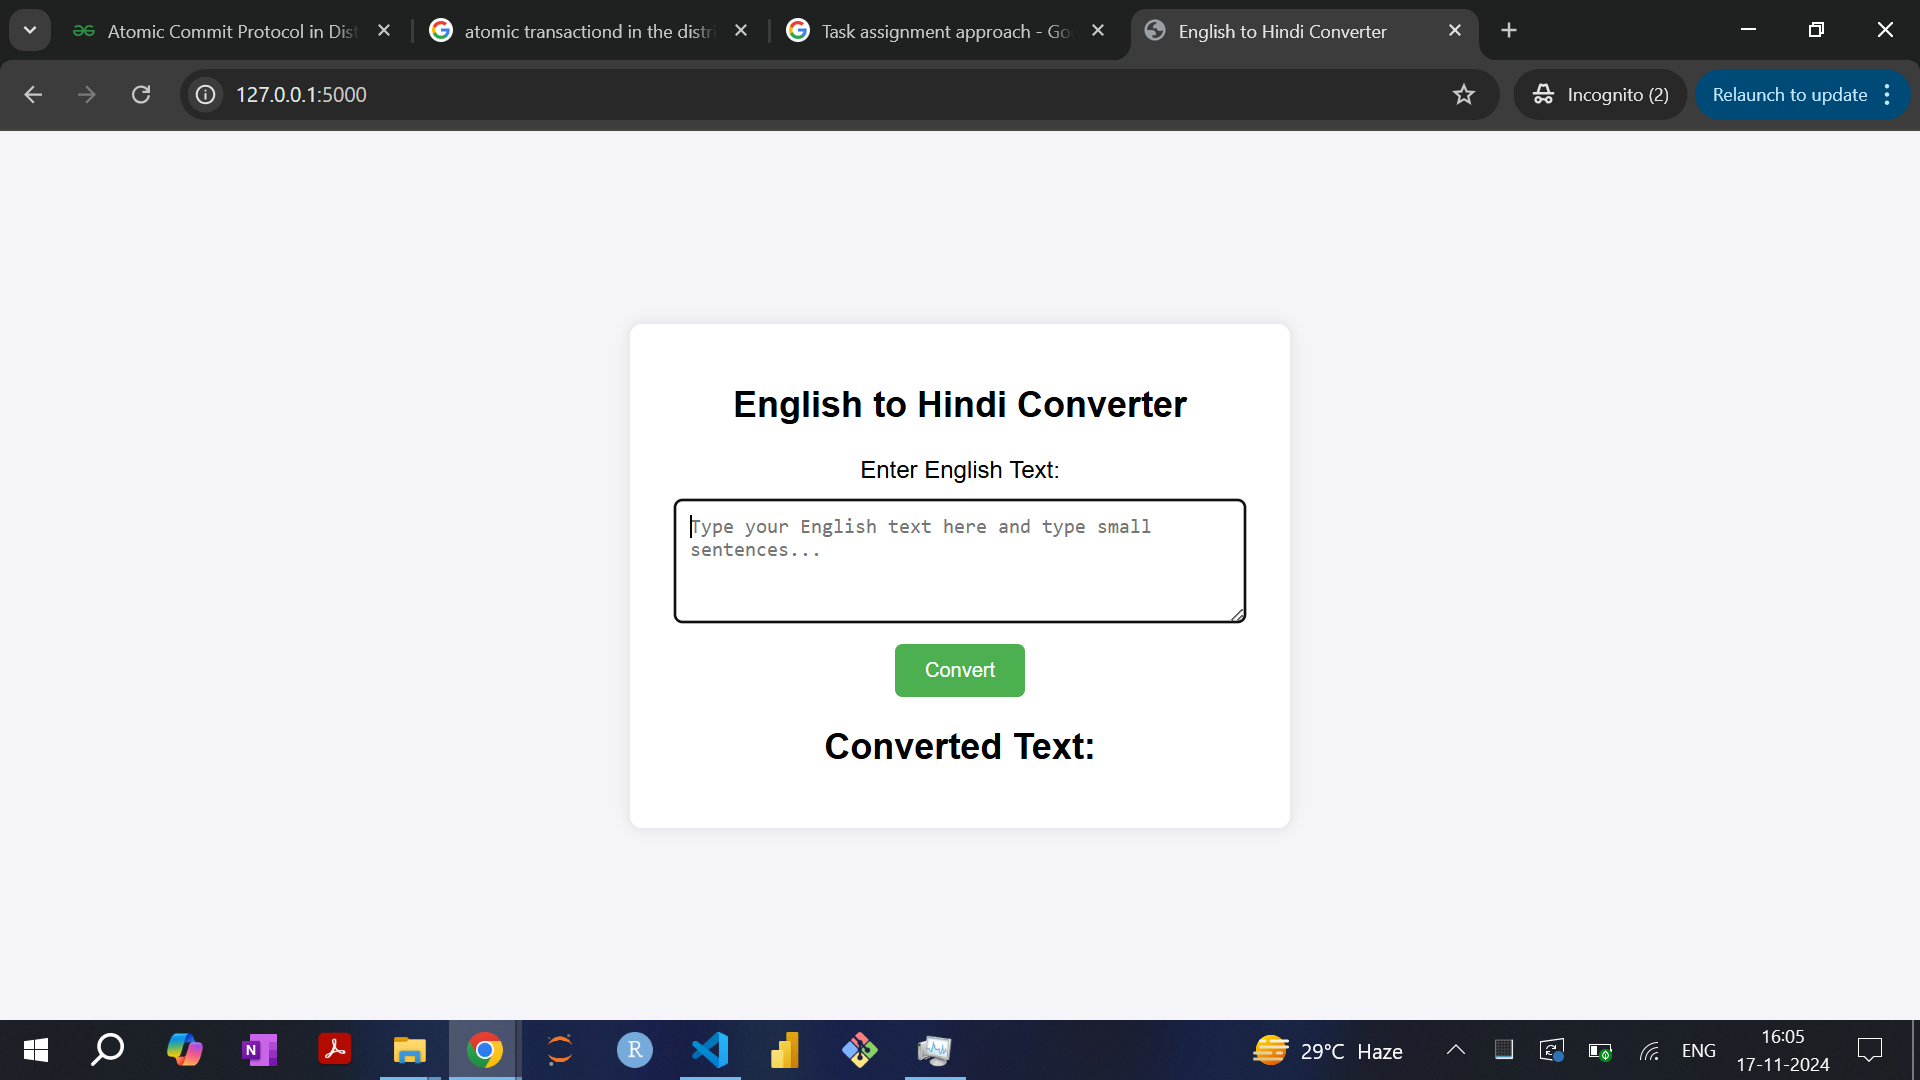 Atomic Commit Protocol in Dist
atomic transactiond in the distri
Task assignment approach - Go
English to Hindi Converter
127.0.0.1:5000
Incognito (2)
Relaunch to update
English to Hindi Converter
Enter English Text:
Type your English text here and type small
sentences...
Convert
Converted Text:
N
R
29°C Haze
ENG
16:05
17-11-2024